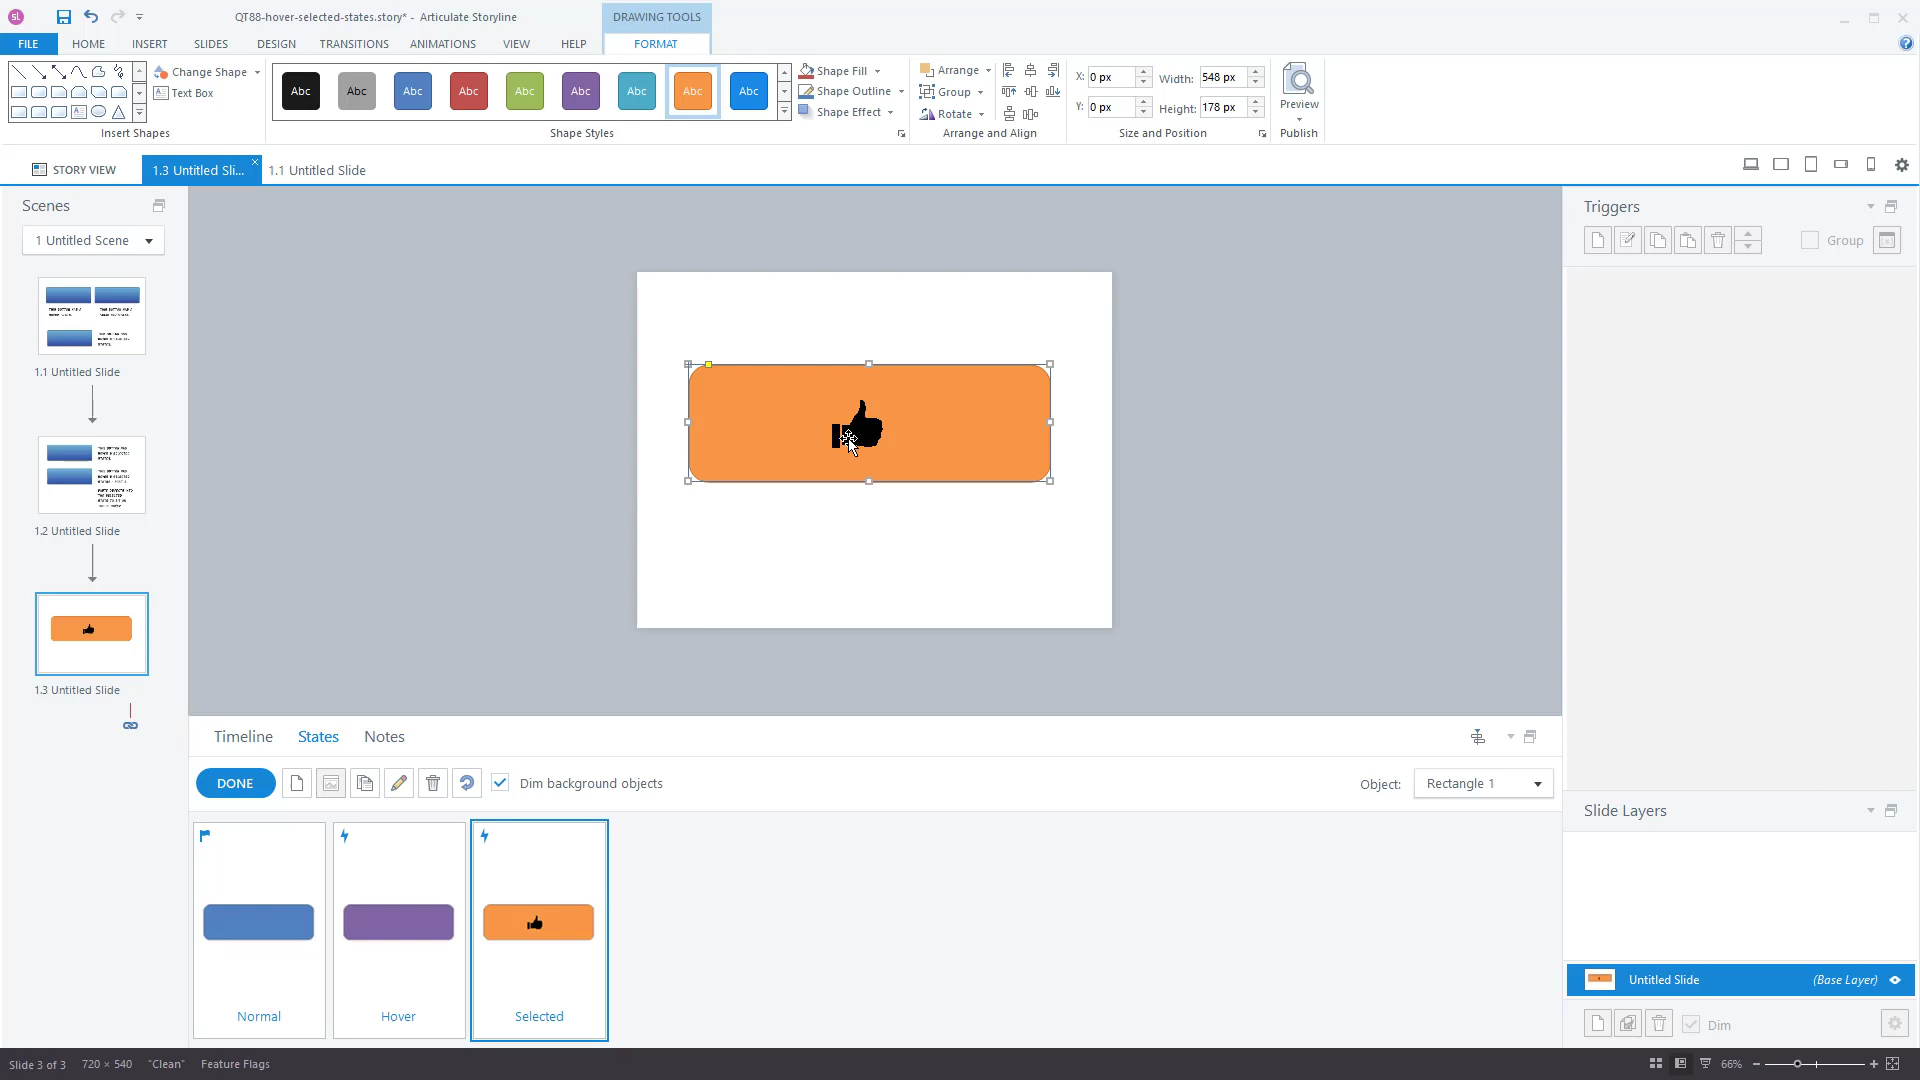 sl
QT88-hover-selected-states.story* - Articulate Storyline
DRAWING TOOLS
FILE
HOME
INSERT
SLIDES
DESIGN
TRANSITIONS
ANIMATIONS
VIEW
HELP
FORMAT
Change Shape
Text Box
Insert Shapes
Abc
Abc
Abc
Abc
Abc
Abc
Abc
Abc
Abc
Shape Styles
Shape Fill
Shape Outline
Shape Effect
Arrange
Group
Rotate
Arrange and Align
X: 0 px
Width: 548 px
Y: 0 px
Height: 178 px
Size and Position
Preview
Publish
STORY VIEW
1.3 Untitled Sli...
1.1 Untitled Slide
Scenes
1 Untitled Scene
1.1 Untitled Slide
1.2 Untitled Slide
1.3 Untitled Slide
Triggers
Group
Timeline
States
Notes
DONE
Dim background objects
Object: Rectangle 1
Normal
Hover
Selected
Slide Layers
Untitled Slide
(Base Layer)
Dim
Slide 3 of 3
720 × 540
"Clean"
Feature Flags
66%